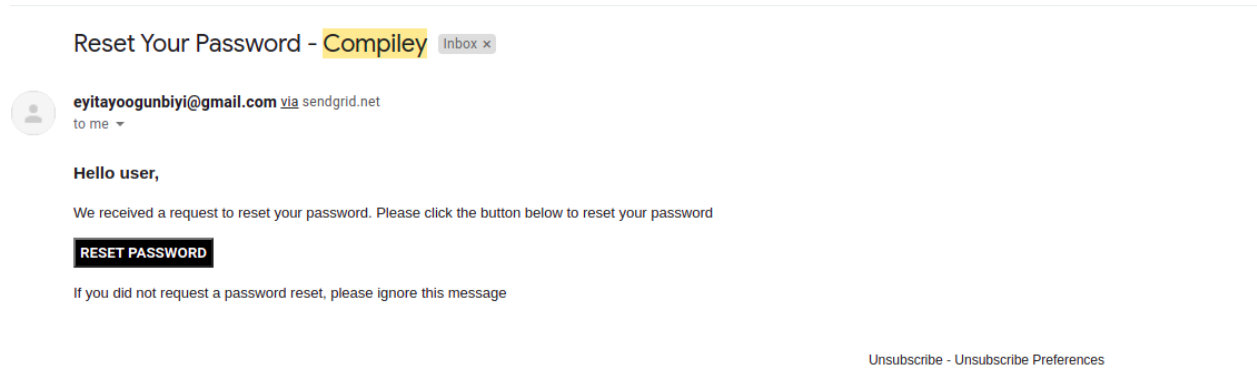 Reset Your Password - Compiley Inbox ×
eyitayoogunbiyi@gmail.com via sendgrid.net
to me
Hello user,
We received a request to reset your password. Please click the button below to reset your password
RESET PASSWORD
If you did not request a password reset, please ignore this message
Unsubscribe - Unsubscribe Preferences